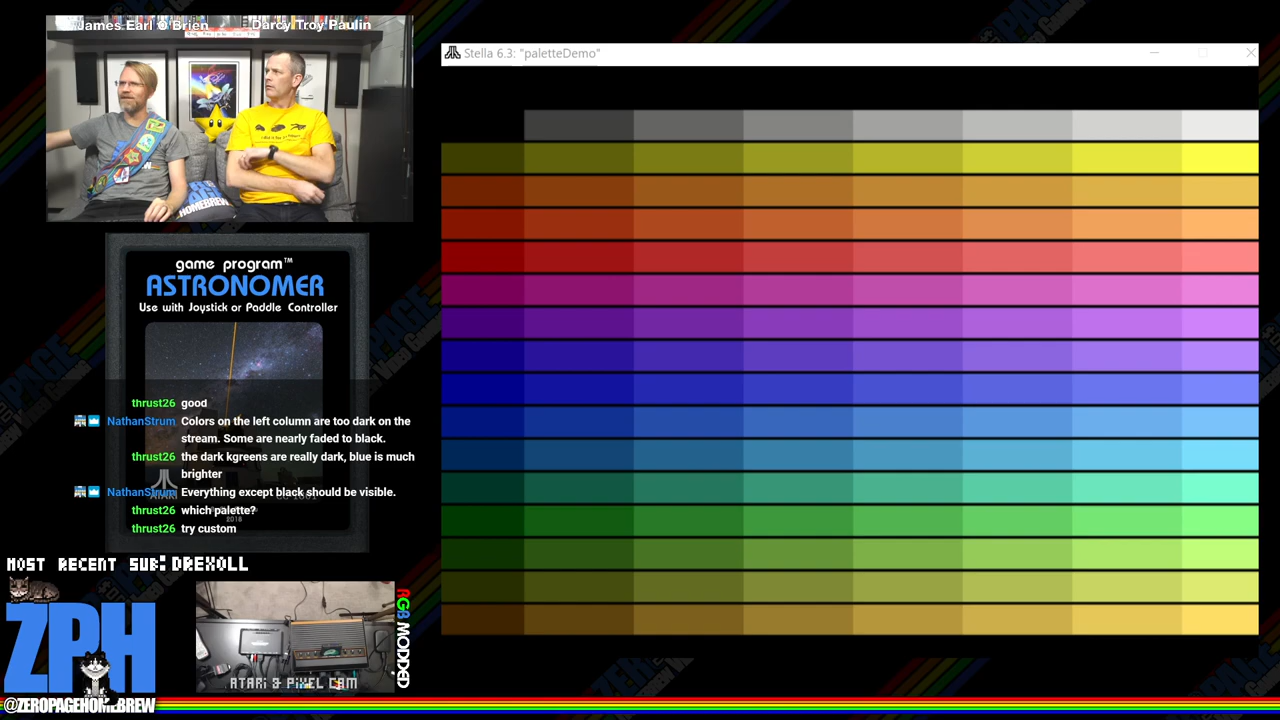 James Earl O'Brien
Darcy Troy Paulin
Stella 6.3: "paletteDemo"
game program™
ASTRONOMER
Use with Joystick or Paddle Controller
thrust26 good
NathanStrum Colors on the left column are too dark on the
stream. Some are nearly faded to black.
thrust26 the dark kgreens are really dark, blue is much
brighter
NathanStrum Everything except black should be visible.
thrust26 which palette?
2018
thrust26 try custom
MOST RECENT SUB: DREXOLL
ZPH
@ZEROPAGEHOMEBREW
ATARI & PIXEL CAM
RGB MODDED